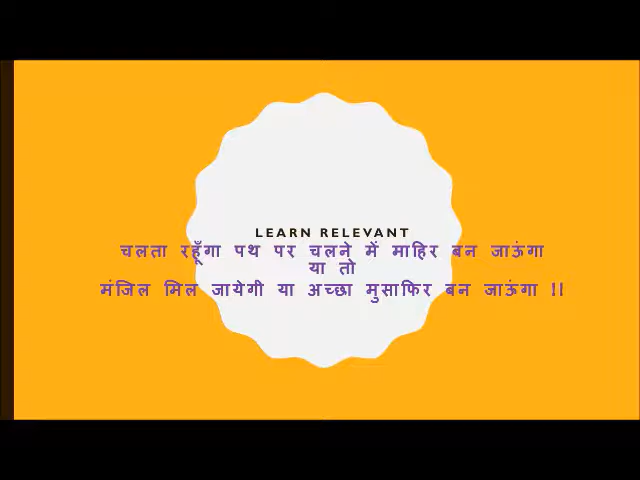 LEARN RELEVANT
चलता रहूँगा पथ पर चलने में माहिर बन जाऊंगा
या तो
मंजिल मिल जायेगी या अच्छा मुसाफिर बन जाऊंगा !!